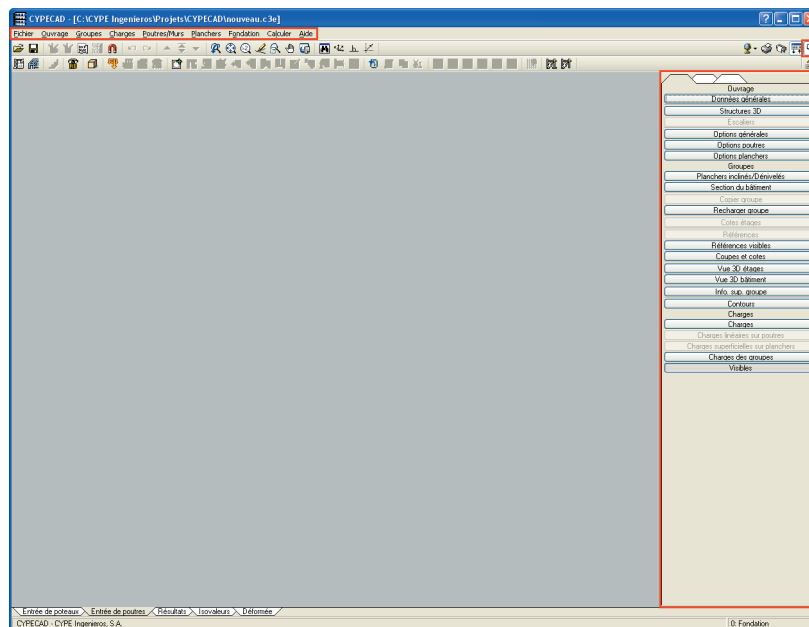 CYPECAD - [C:\CYPE Ingenieros\Projets\CYPECAD\nouveau.c3e]
Fichier Ouvrage Groupes Charges Poutres/Murs Planchers Fondation Calculer Aide
Ouvrage
Données générales
Structures 3D
Escaliers
Options générales
Options poutres
Options planchers
Groupes
Planchers inclinés/Dénivelés
Section du bâtiment
Copier groupe
Recharger groupe
Cotes étages
Références
Références visibles
Coupes et cotes
Vue 3D étages
Vue 3D bâtiment
Info. sup. groupe
Contours
Charges
Charges
Charges linéaires sur poutres
Charges superficielles sur planchers
Charges des groupes
Visibles
Entrée de poteaux Entrée de poutres Résultats Isovaleurs Déformée
CYPECAD - CYPE Ingenieros, S.A. 0: Fondation